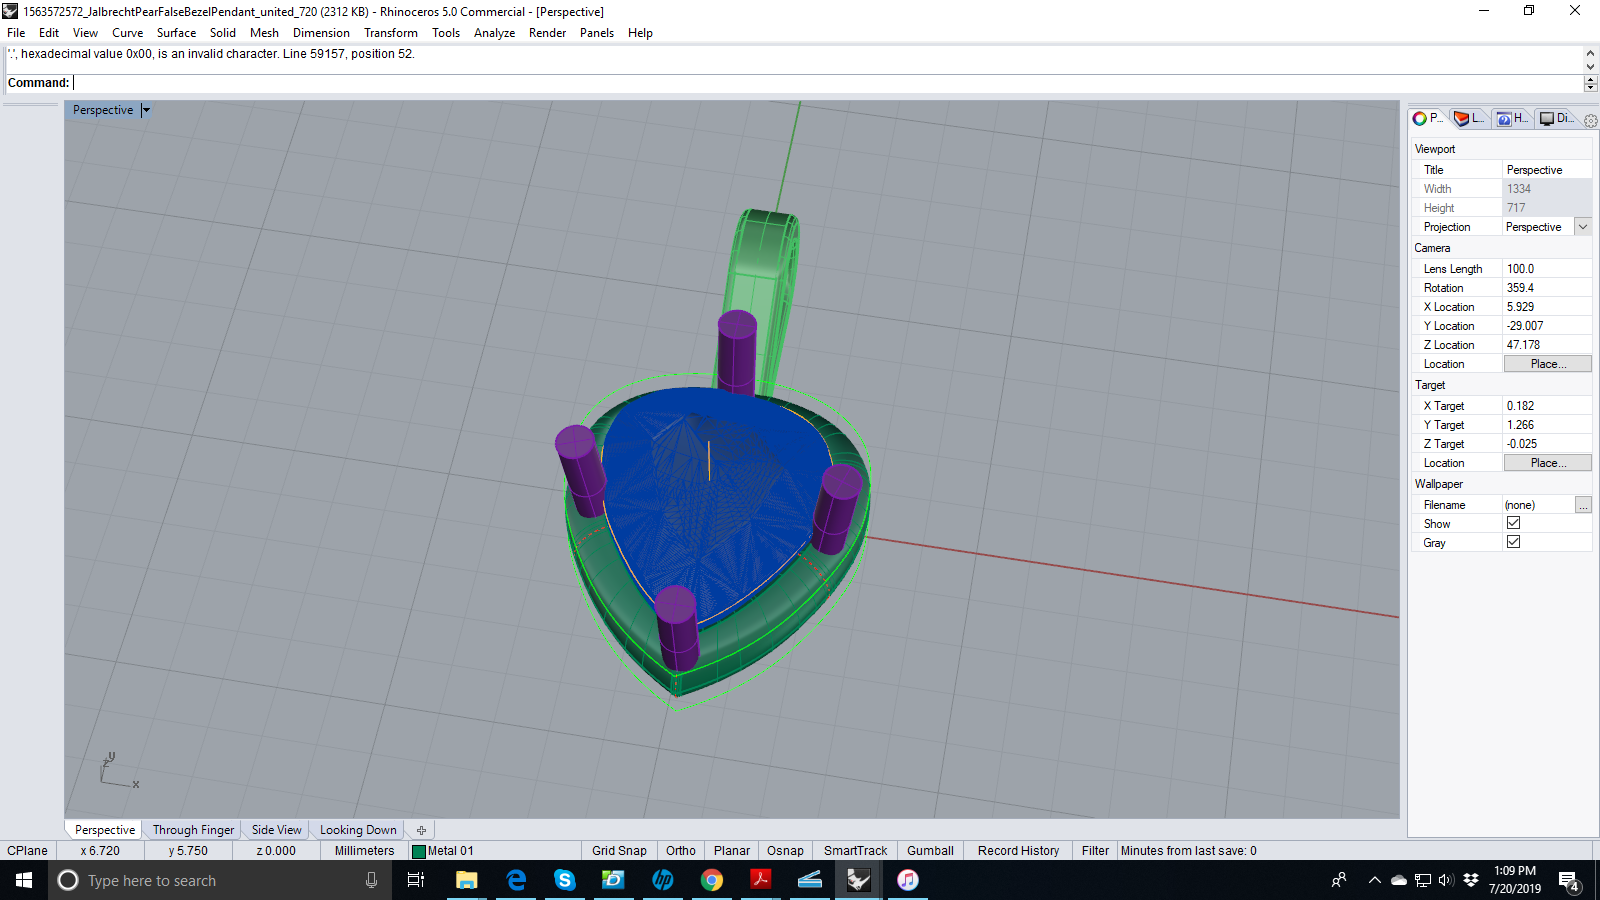 1563572572_JalbrechtPearFalseBezelPendant_united_720 (2312 KB) - Rhinoceros 5.0 Commercial - [Perspective]
File Edit View Curve Surface Solid Mesh Dimension Transform Tools Analyze Render Panels Help
'.', hexadecimal value 0x00, is an invalid character. Line 59157, position 52.
Command:
Perspective
P... L... H... Di...
Viewport
Title Perspective
Width 1334
Height 717
Projection Perspective
Camera
Lens Length 100.0
Rotation 359.4
X Location 5.929
Y Location -29.007
Z Location 47.178
Location Place...
Target
X Target 0.182
Y Target 1.266
Z Target -0.025
Location Place...
Wallpaper
Filename (none) ...
Show
Gray
z y x
Perspective Through Finger Side View Looking Down
CPlane x 6.720 y 5.750 z 0.000 Millimeters Metal 01 Grid Snap Ortho Planar Osnap SmartTrack Gumball Record History Filter Minutes from last save: 0
Type here to search
1:09 PM
7/20/2019
4